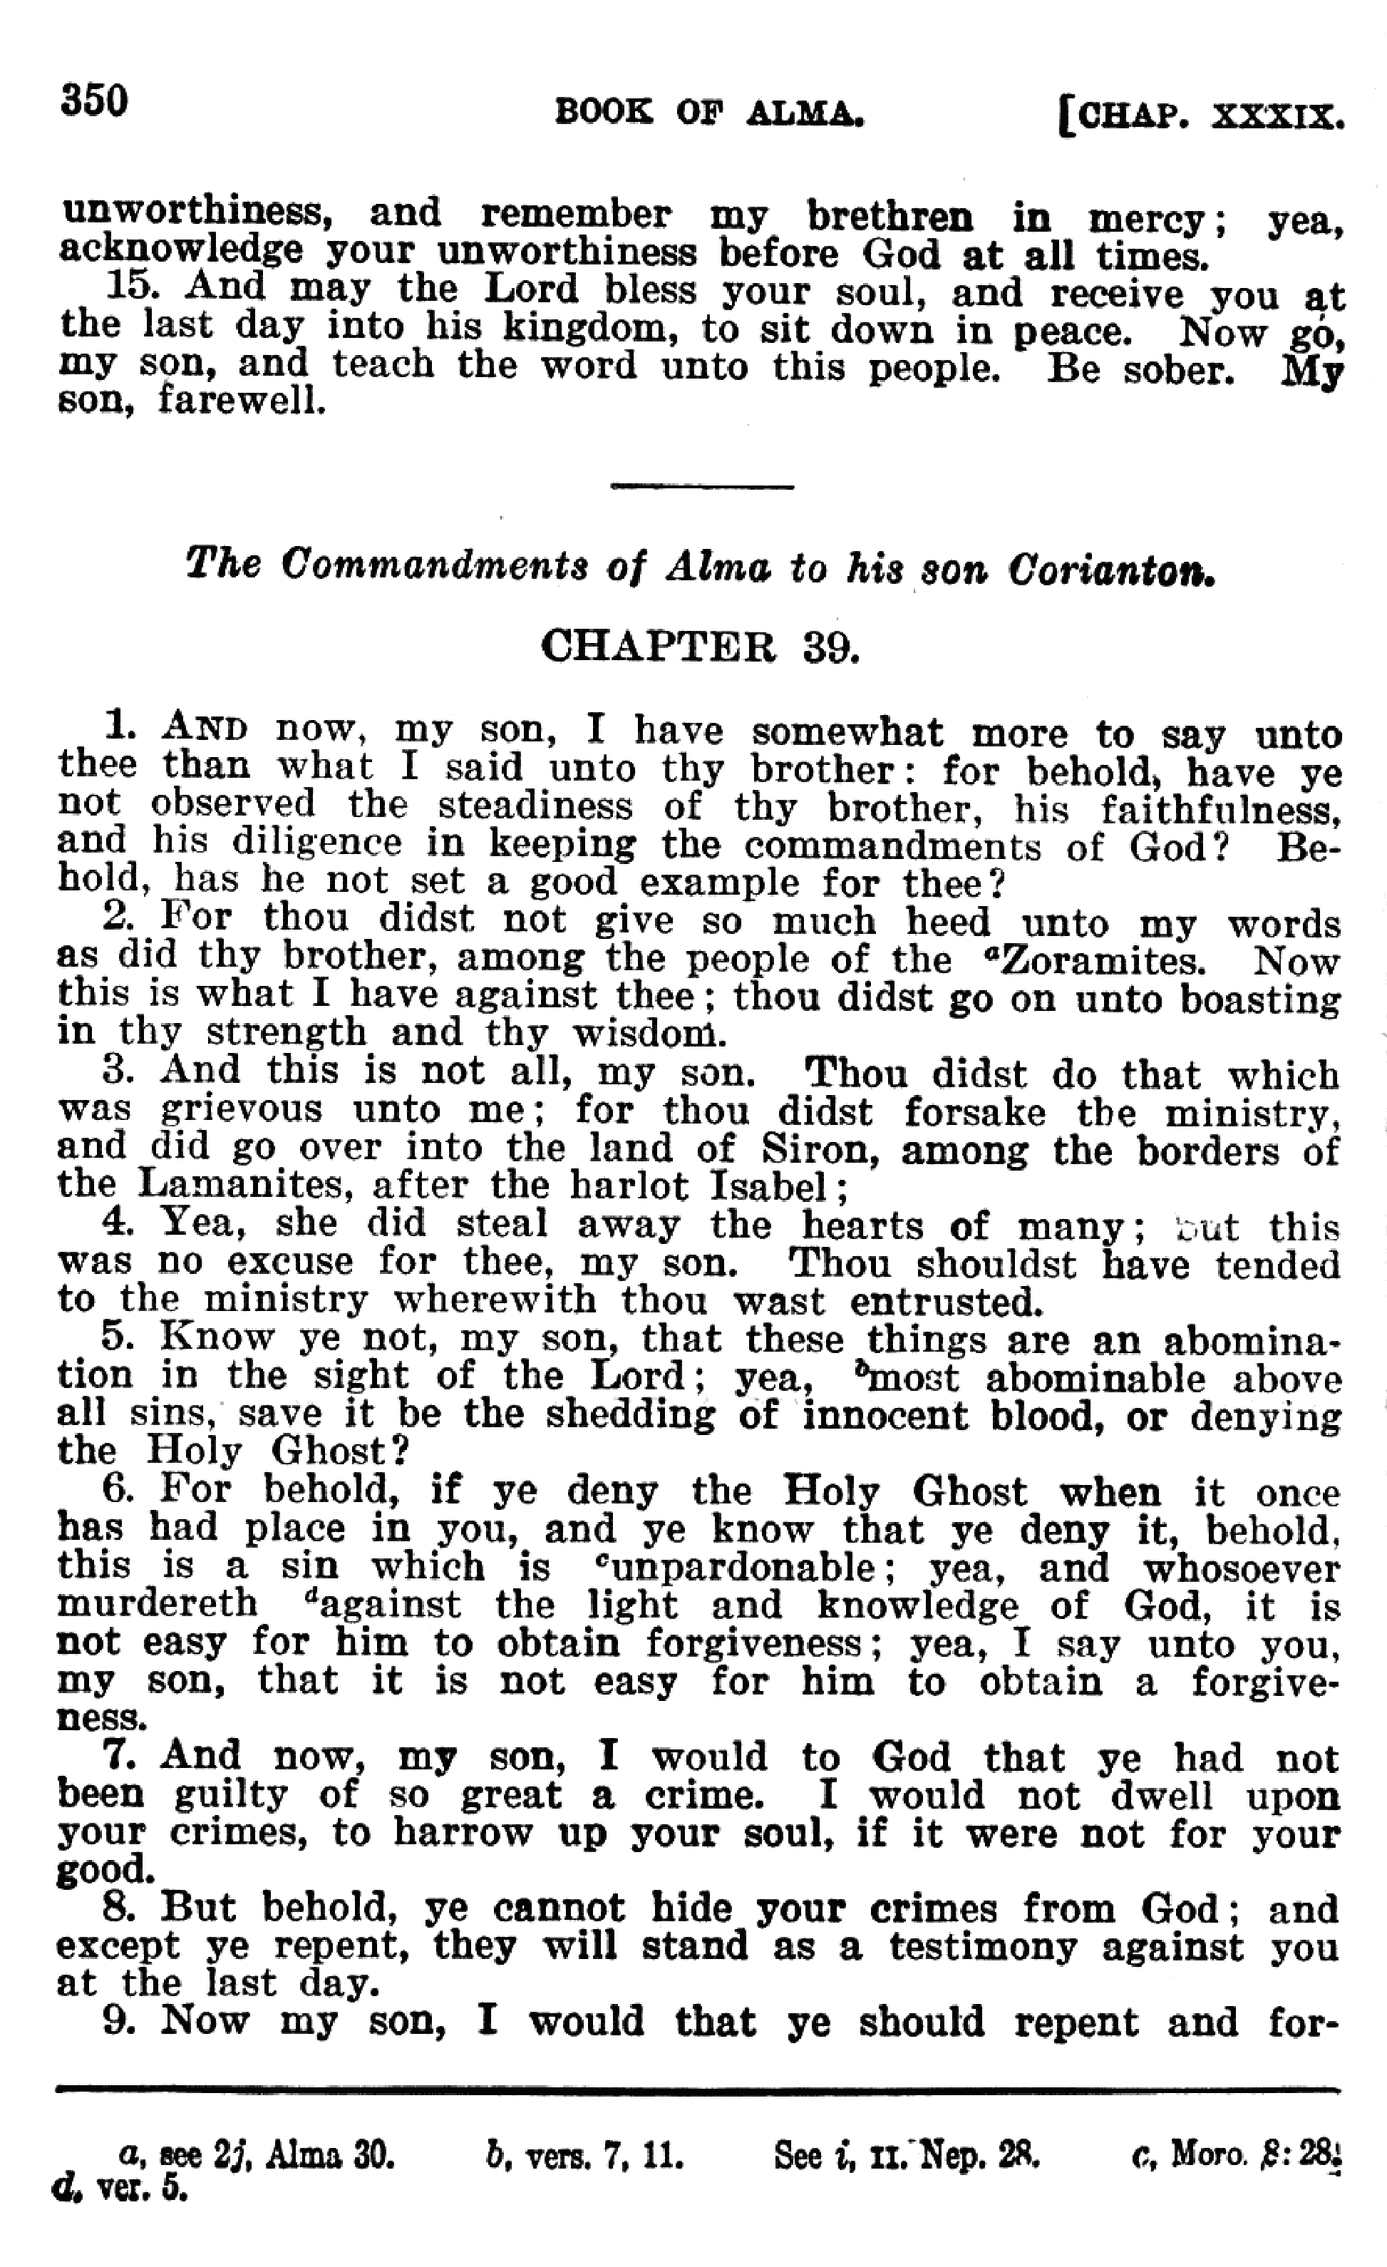 350 BOOK OF ALMA. [CHAP. XXXIX.
unworthiness, and remember my brethren in mercy; yea,
acknowledge your unworthiness before God at all times.
15. And may the Lord bless your soul, and receive you at
the last day into his kingdom, to sit down in peace. Now go,
my son, and teach the word unto this people. Be sober. My
son, farewell.
The Commandments of Alma to his son Corianton.
CHAPTER 39.
1. AND now, my son, I have somewhat more to say unto
thee than what I said unto thy brother: for behold, have ye
not observed the steadiness of thy brother, his faithfulness,
and his diligence in keeping the commandments of God? Be-
hold, has he not set a good example for thee?
2. For thou didst not give so much heed unto my words
as did thy brother, among the people of the aZoramites. Now
this is what I have against thee; thou didst go on unto boasting
in thy strength and thy wisdom.
3. And this is not all, my son. Thou didst do that which
was grievous unto me; for thou didst forsake the ministry,
and did go over into the land of Siron, among the borders of
the Lamanites, after the harlot Isabel;
4. Yea, she did steal away the hearts of many; but this
was no excuse for thee, my son. Thou shouldst have tended
to the ministry wherewith thou wast entrusted.
5. Know ye not, my son, that these things are an abomina-
tion in the sight of the Lord; yea, bmost abominable above
all sins, save it be the shedding of innocent blood, or denying
the Holy Ghost?
6. For behold, if ye deny the Holy Ghost when it once
has had place in you, and ye know that ye deny it, behold,
this is a sin which is cunpardonable; yea, and whosoever
murdereth dagainst the light and knowledge of God, it is
not easy for him to obtain forgiveness; yea, I say unto you,
my son, that it is not easy for him to obtain a forgive-
ness.
7. And now, my son, I would to God that ye had not
been guilty of so great a crime. I would not dwell upon
your crimes, to harrow up your soul, if it were not for your
good.
8. But behold, ye cannot hide your crimes from God; and
except ye repent, they will stand as a testimony against you
at the last day.
9. Now my son, I would that ye should repent and for-
a, see 2j, Alma 30. b, vers. 7, 11. See i, II. Nep. 28. c, Moro. 8: 28.
d, ver. 5.